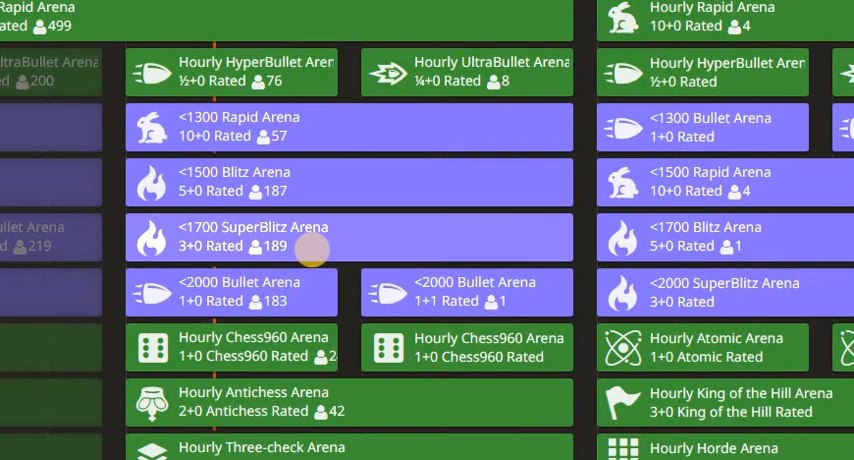 Rapid Arena
ated 499
Hourly Rapid Arena
10+0 Rated 4
ltraBullet Arena
d 200
Hourly HyperBullet Aren
½+0 Rated 76
Hourly UltraBullet Arena
¼+0 Rated 8
Hourly HyperBullet Aren
½+0 Rated
<1300 Rapid Arena
10+0 Rated 57
<1300 Bullet Arena
1+0 Rated
<1500 Blitz Arena
5+0 Rated 187
<1500 Rapid Arena
10+0 Rated 4
ullet Arena
d 219
<1700 SuperBlitz Arena
3+0 Rated 189
<1700 Blitz Arena
5+0 Rated 1
<2000 Bullet Arena
1+0 Rated 183
<2000 Bullet Arena
1+1 Rated 1
<2000 SuperBlitz Arena
3+0 Rated
Hourly Chess960 Arena
1+0 Chess960 Rated 2
Hourly Chess960 Arena
1+0 Chess960 Rated
Hourly Atomic Arena
1+0 Atomic Rated
Hourly Antichess Arena
2+0 Antichess Rated 42
Hourly King of the Hill Arena
3+0 King of the Hill Rated
Hourly Three-check Arena
Hourly Horde Arena